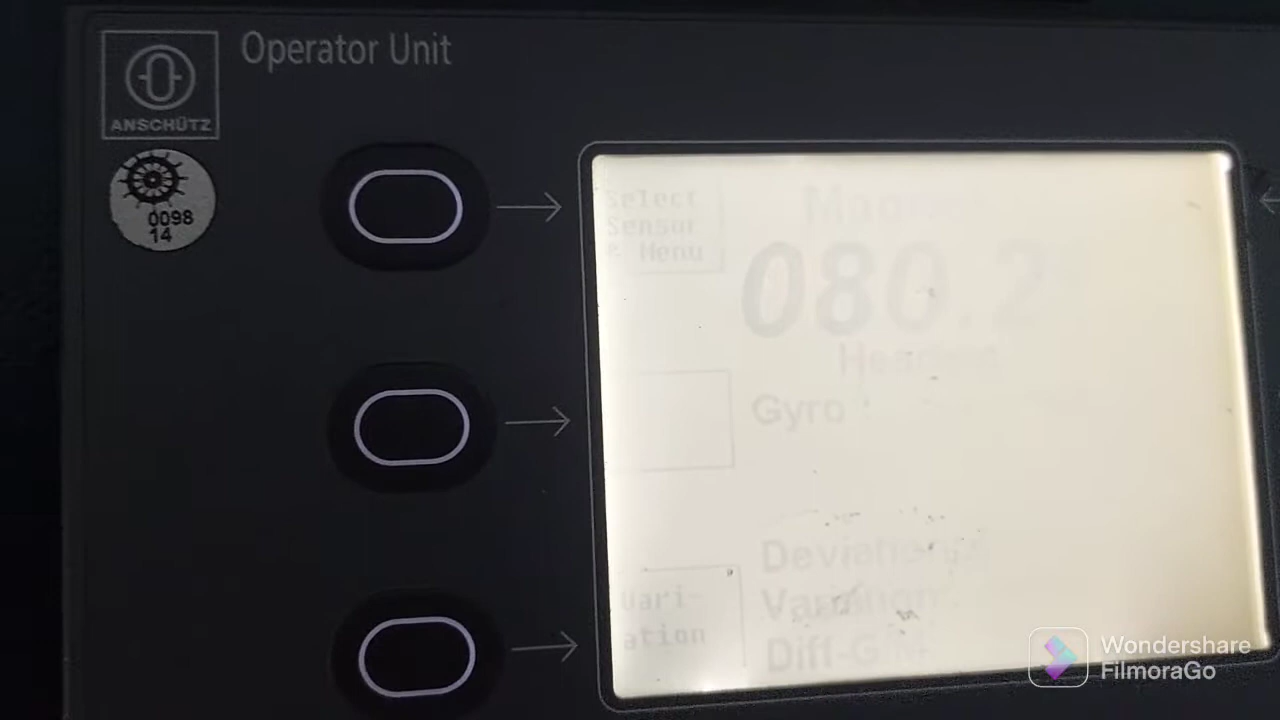 Operator Unit
ANSCHÜTZ
0098
14
Select
Sensor
& Menu
080.2
Heading
Gyro
Vari-
ation
Deviation
Variation
Diff-G/M
Wondershare
FilmoraGo